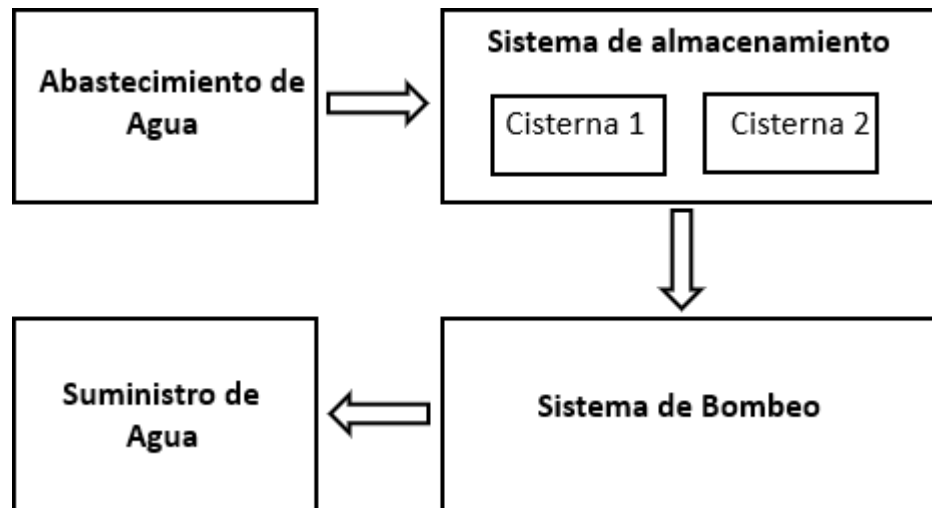 Abastecimiento de
Agua
Sistema de almacenamiento
Cisterna 1
Cisterna 2
Suministro de
Agua
Sistema de Bombeo